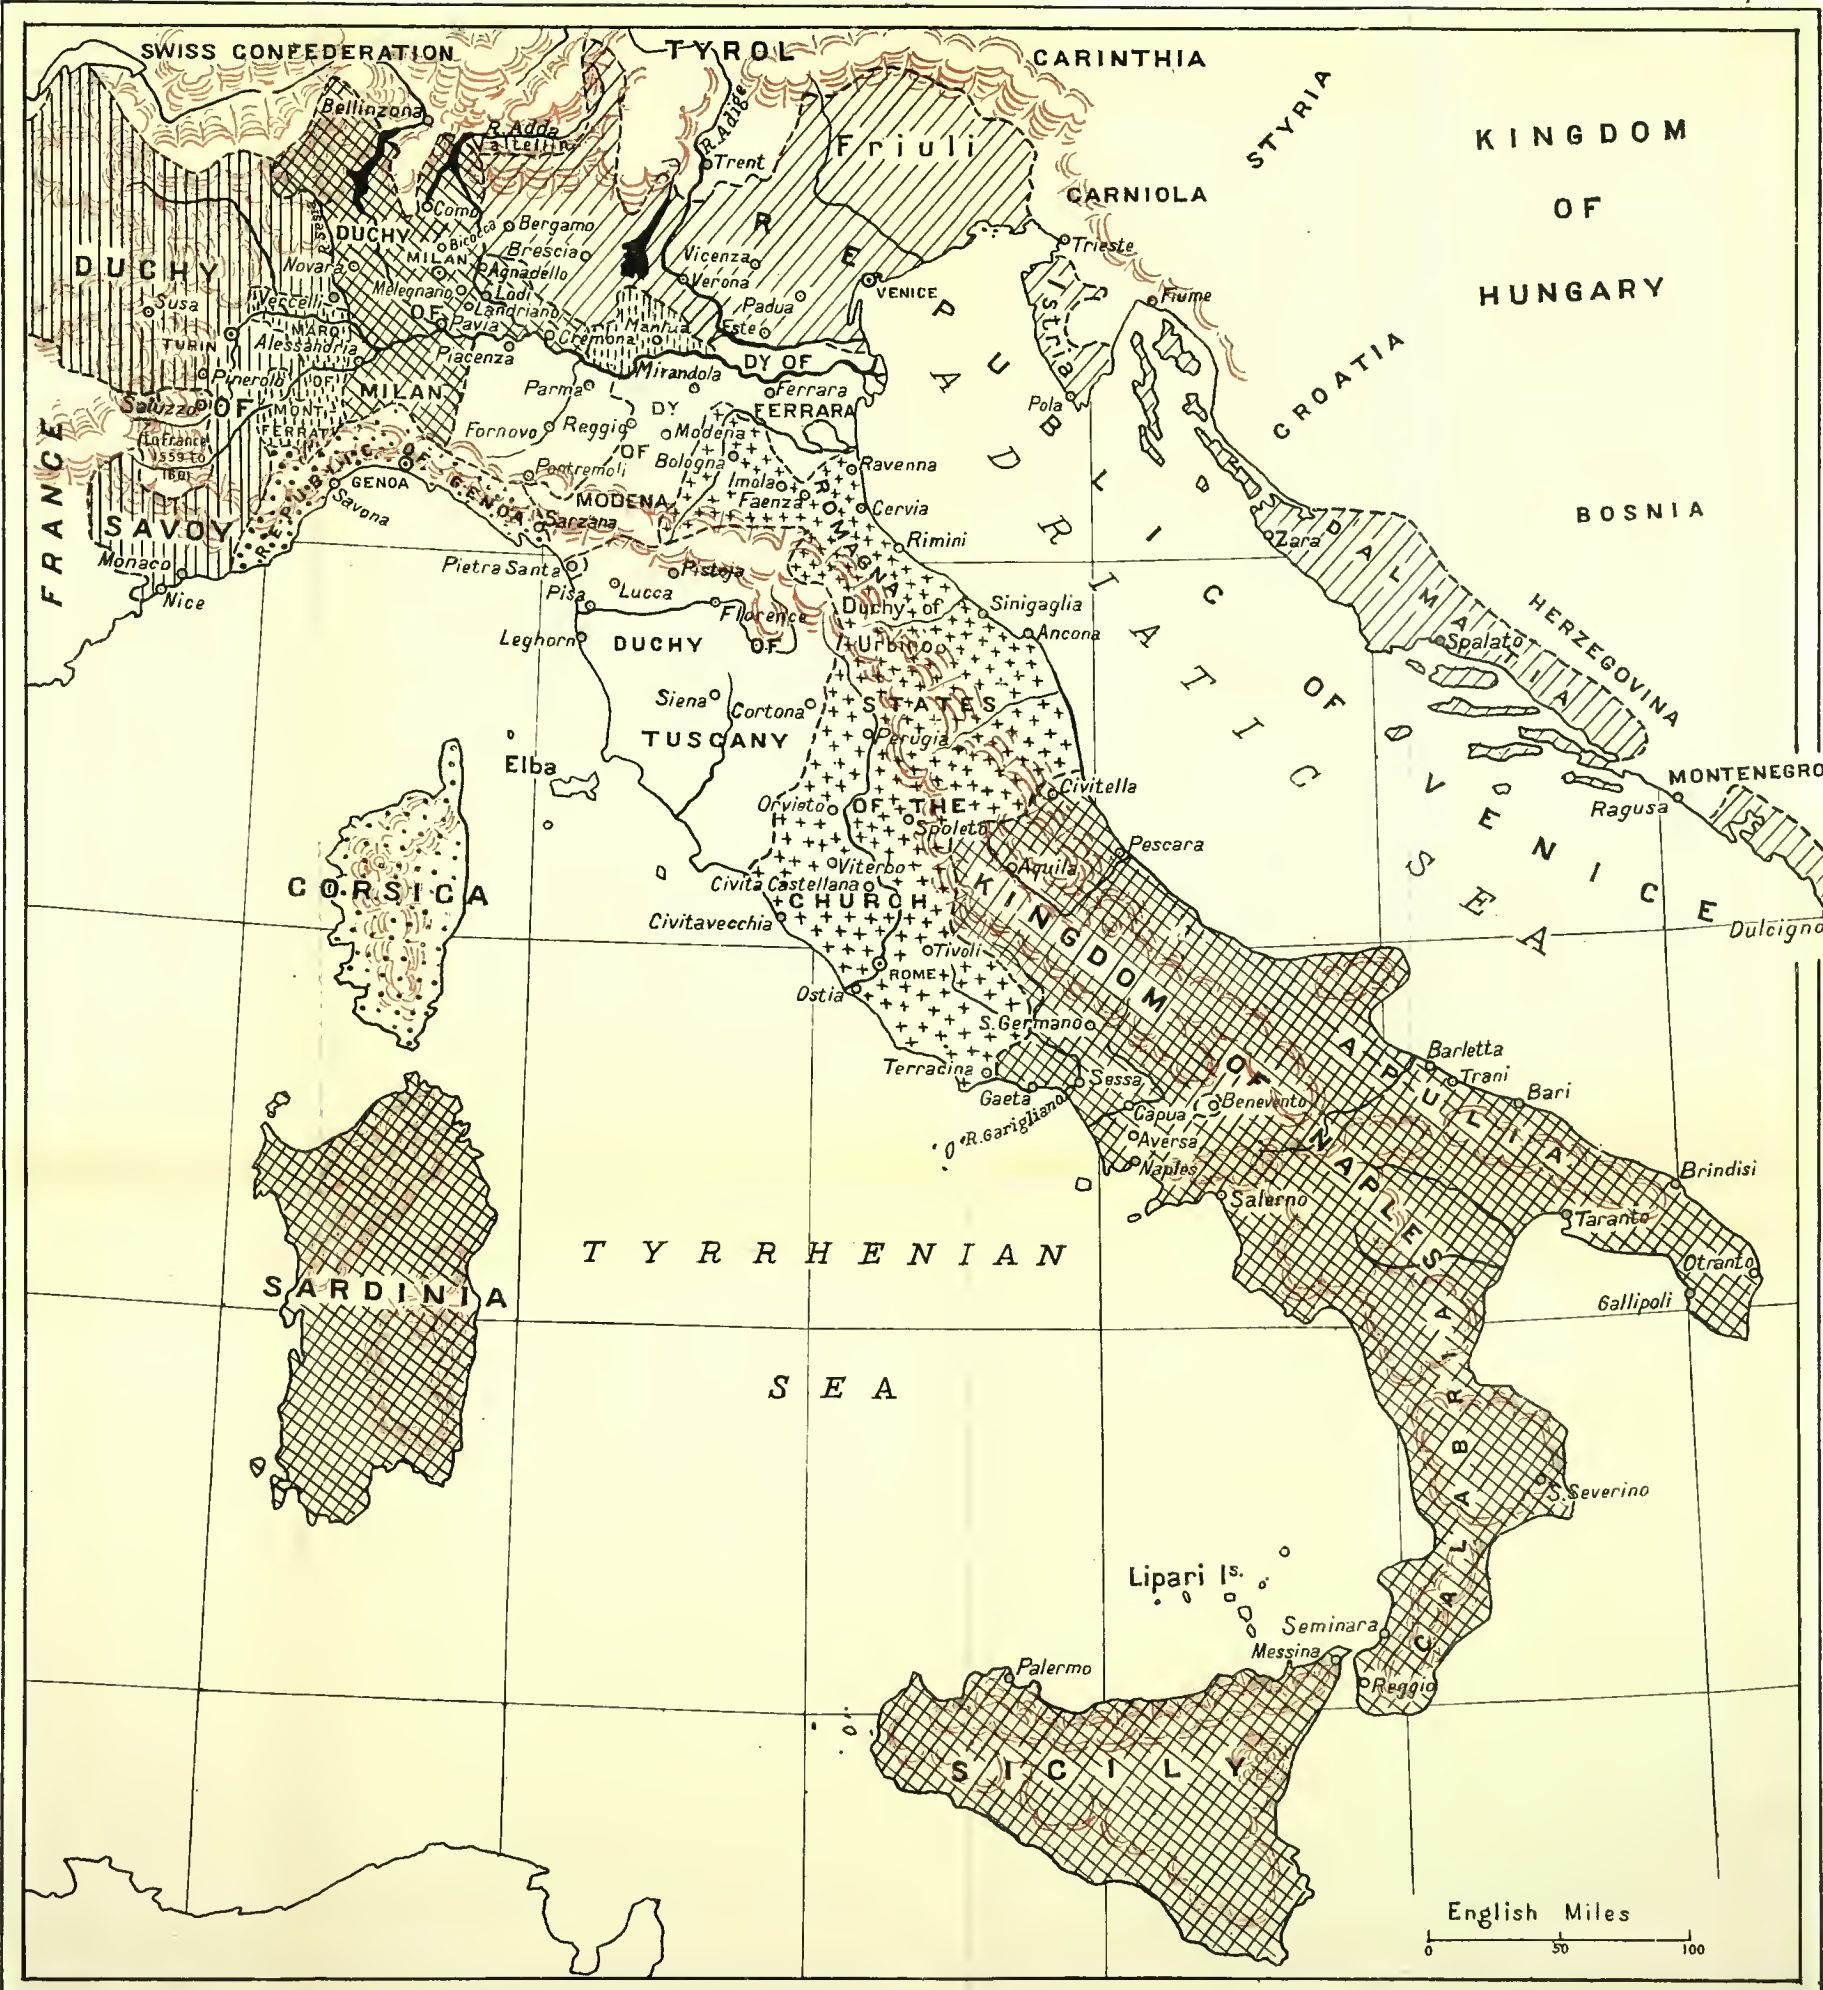 SWISS CONFEDERATION
TYROL
CARINTHIA
STYRIA
KINGDOM
OF
HUNGARY
Bellinzona
R. Adda
Valtellin
R. Adige
Trent
Friuli
CARNIOLA
Como
Bicocca
Bergamo
Brescia
Agnadello
R. Sesia
DUCHY
OF
MILAN
MILAN
Novara
Melegnano
Lodi
Landriano
Pavia
Vercelli
Vicenza
Verona
Padua
Este
VENICE
Trieste
Istria
Fiume
Pola
CROATIA
DUCHY
OF
SAVOY
Susa
TURIN
Pinerolo
Saluzzo
To France
1559 to
1601
MARQ.
OF
MONT
FERRAT
Alessandria
Piacenza
Cremona
Mantua
Mirandola
DY OF
FERRARA
Ferrara
Parma
Fornovo
Reggio
DY
OF
MODENA
Modena
Bologna
Pontremoli
Imola
Faenza
Ravenna
ROMAGNA
Cervia
Rimini
FRANCE
REPUBLIC OF GENOA
GENOA
Savona
Sarzana
Monaco
Nice
Pietra Santa
Pistoja
Lucca
Pisa
Florence
Leghorn
DUCHY OF
TUSCANY
Siena
Cortona
Duchy of
Urbino
Sinigaglia
Ancona
STATES
OF THE
CHURCH
Perugia
Orvieto
Spoleto
Viterbo
Civita Castellana
Civitavecchia
Tivoli
ROME
Ostia
Terracina
Civitella
Pescara
Aquila
REPUBLIC OF VENICE
ADRIATIC SEA
Zara
DALMATIA
Spalato
BOSNIA
HERZEGOVINA
MONTENEGRO
Ragusa
Dulcigno
Elba
CORSICA
SARDINIA
KINGDOM OF NAPLES
S. Germano
Gaeta
Sessa
R. Garigliano
Capua
Benevento
Aversa
Naples
Salerno
APULIA
Barletta
Trani
Bari
Brindisi
Taranto
Otranto
Gallipoli
TYRRHENIAN
SEA
CALABRIA
S. Severino
Lipari Is.
Seminara
Messina
Reggio
Palermo
SICILY
English Miles
0 50 100